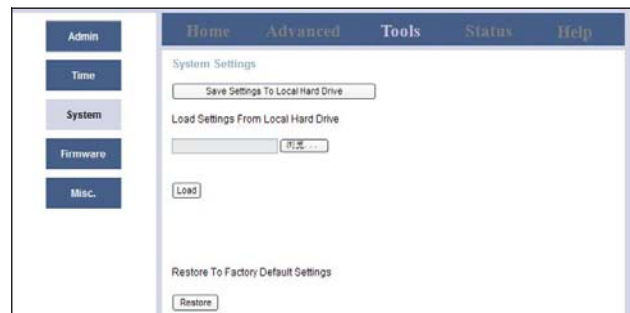 Home Advanced Tools Status Help
Admin
Time
System
Firmware
Misc.
System Settings
Save Settings To Local Hard Drive
Load Settings From Local Hard Drive
浏览...
Load
Restore To Factory Default Settings
Restore